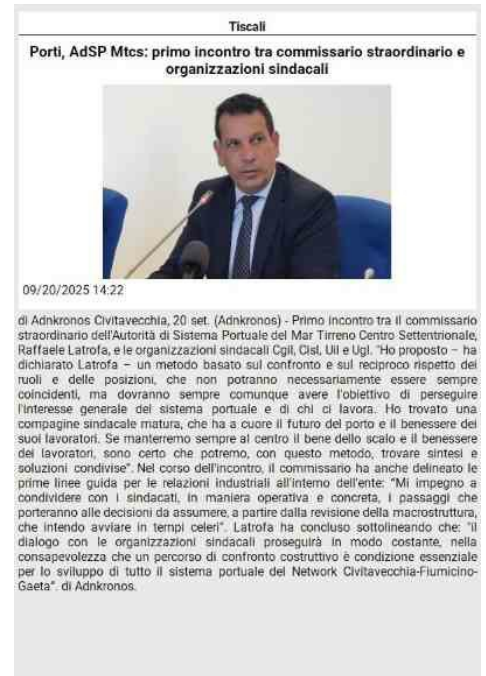 Tiscali
Porti, AdSP Mtcs: primo incontro tra commissario straordinario e
organizzazioni sindacali
09/20/2025 14:22
di Adnkronos Civitavecchia, 20 set. (Adnkronos) - Primo incontro tra il commissario
straordinario dell'Autorità di Sistema Portuale del Mar Tirreno Centro Settentrionale,
Raffaele Latrofa, e le organizzazioni sindacali Cgil, Cisl, Uil e Ugl. "Ho proposto – ha
dichiarato Latrofa – un metodo basato sul confronto e sul reciproco rispetto dei
ruoli e delle posizioni, che non potranno necessariamente essere sempre
coincidenti, ma dovranno sempre comunque avere l'obiettivo di perseguire
l'interesse generale del sistema portuale e di chi ci lavora. Ho trovato una
compagine sindacale matura, che ha a cuore il futuro del porto e il benessere dei
suoi lavoratori. Se manterremo sempre al centro il bene dello scalo e il benessere
dei lavoratori, sono certo che potremo, con questo metodo, trovare sintesi e
soluzioni condivise". Nel corso dell'incontro, il commissario ha anche delineato le
prime linee guida per le relazioni industriali all'interno dell'ente: "Mi impegno a
condividere con i sindacati, in maniera operativa e concreta, i passaggi che
porteranno alle decisioni da assumere, a partire dalla revisione della macrostruttura,
che intendo avviare in tempi celeri". Latrofa ha concluso sottolineando che: "il
dialogo con le organizzazioni sindacali proseguirà in modo costante, nella
consapevolezza che un percorso di confronto costruttivo è condizione essenziale
per lo sviluppo di tutto il sistema portuale del Network Civitavecchia-Fiumicino-
Gaeta". di Adnkronos.